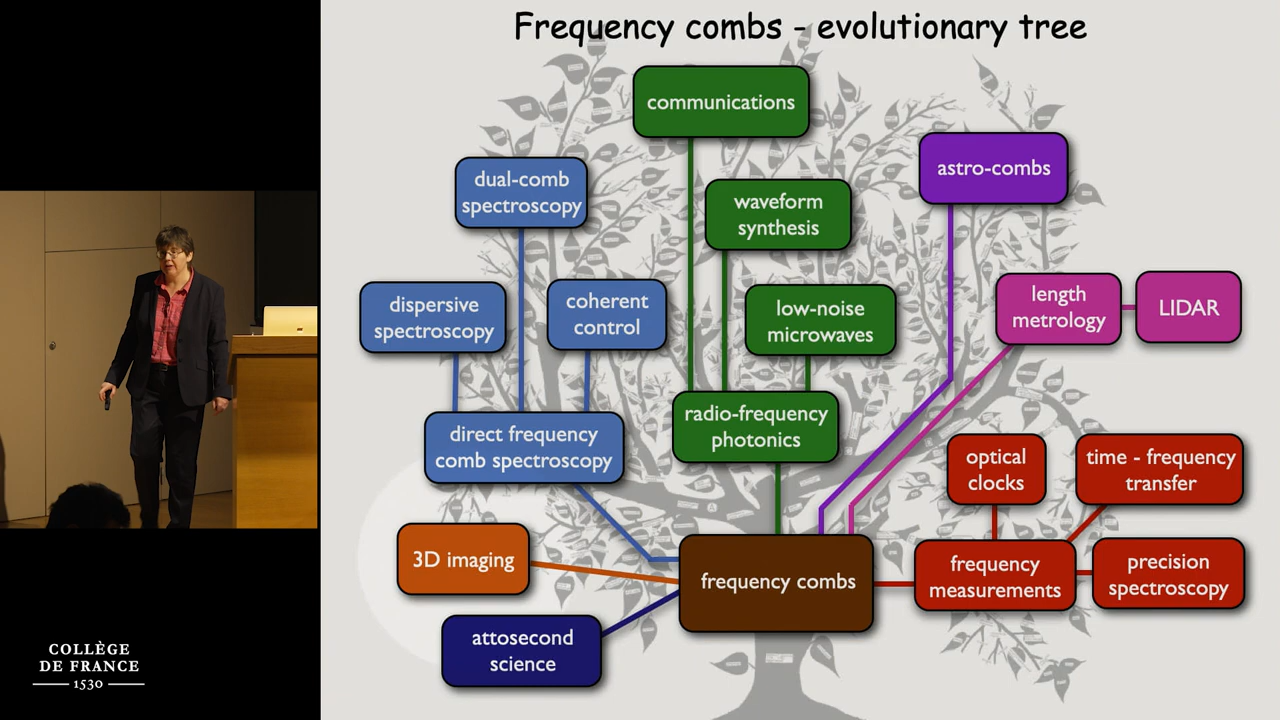 Frequency combs - evolutionary tree
communications
astro-combs
dual-comb
spectroscopy
waveform
synthesis
length
metrology
LIDAR
dispersive
spectroscopy
coherent
control
low-noise
microwaves
radio-frequency
photonics
direct frequency
comb spectroscopy
optical
clocks
time - frequency
transfer
3D imaging
frequency combs
frequency
measurements
precision
spectroscopy
attosecond
science
COLLÈGE
DE FRANCE
1530